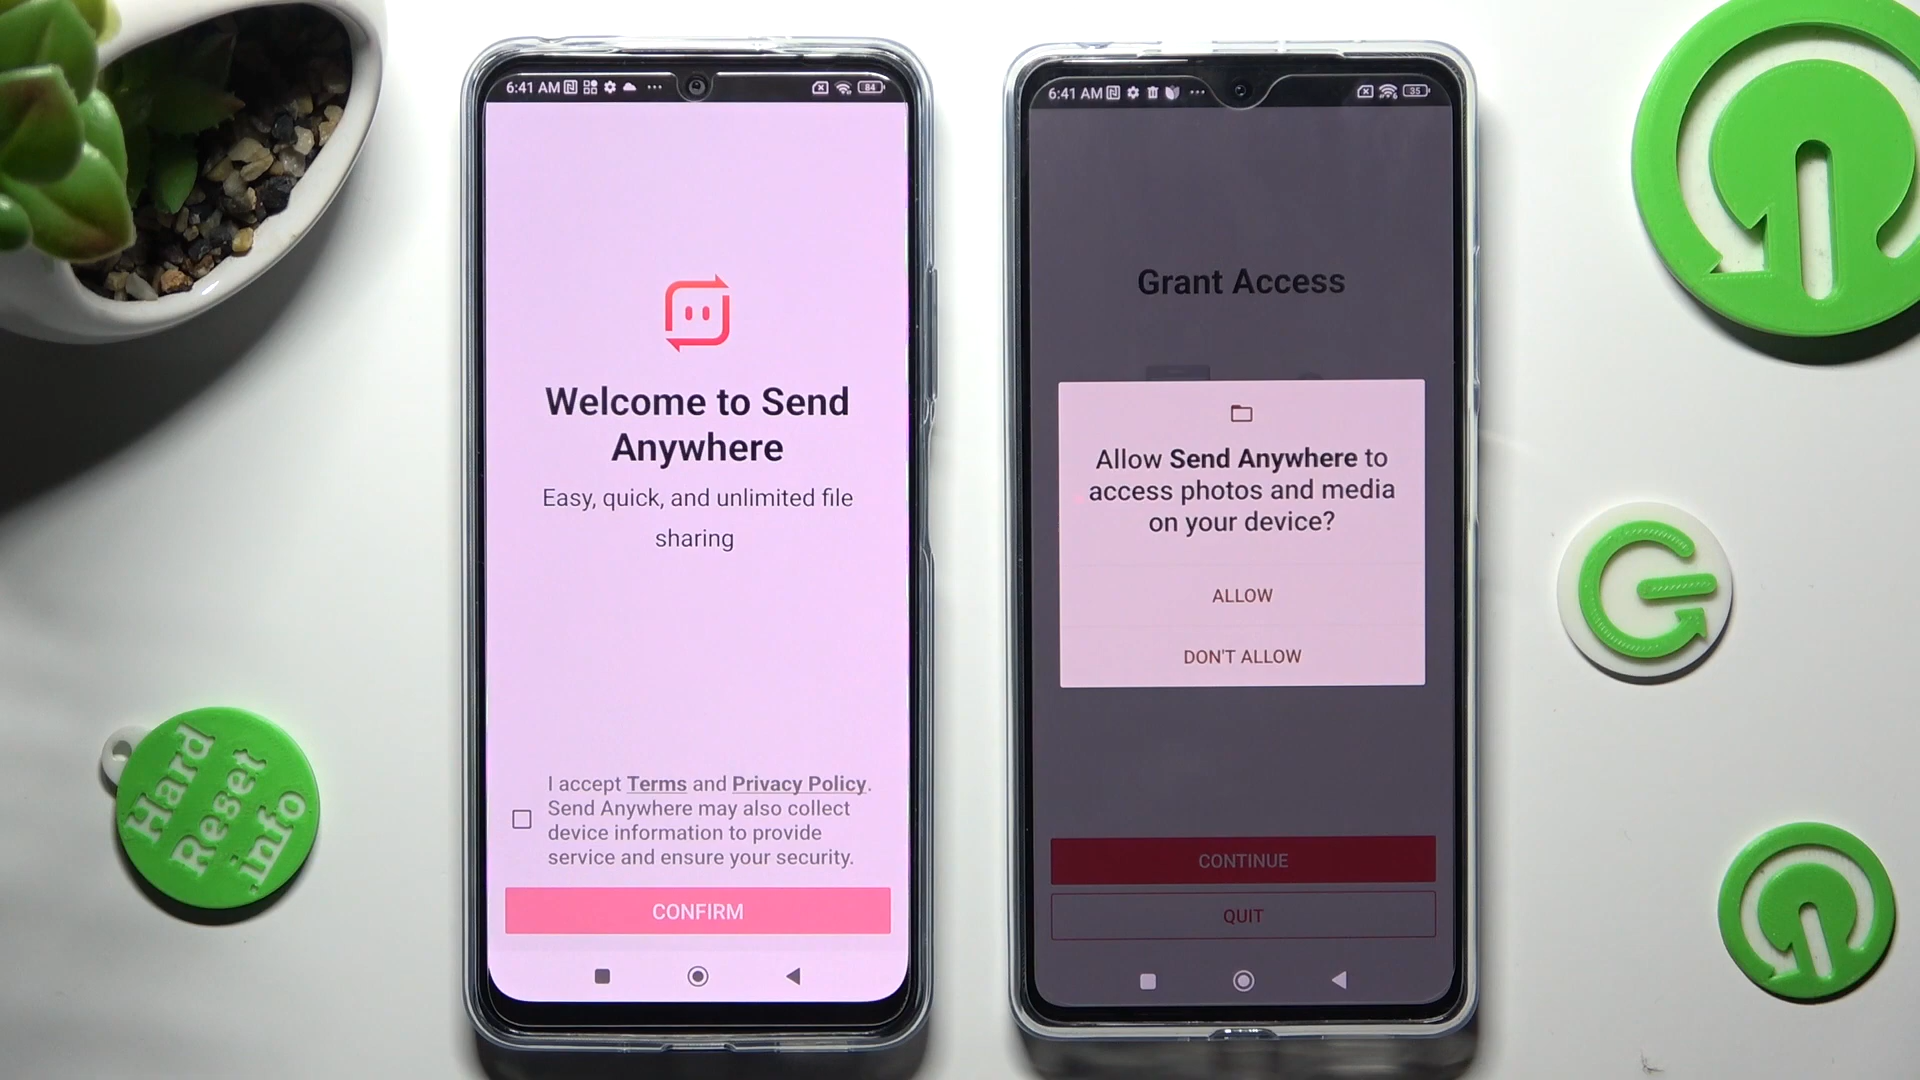 6:41 AM
84
Welcome to Send
Anywhere
Easy, quick, and unlimited file
sharing
I accept Terms and Privacy Policy.
Send Anywhere may also collect
device information to provide
service and ensure your security.
CONFIRM
6:41 AM
35
Grant Access
Allow Send Anywhere to
access photos and media
on your device?
ALLOW
DON'T ALLOW
CONTINUE
QUIT
Hard
Reset
.info